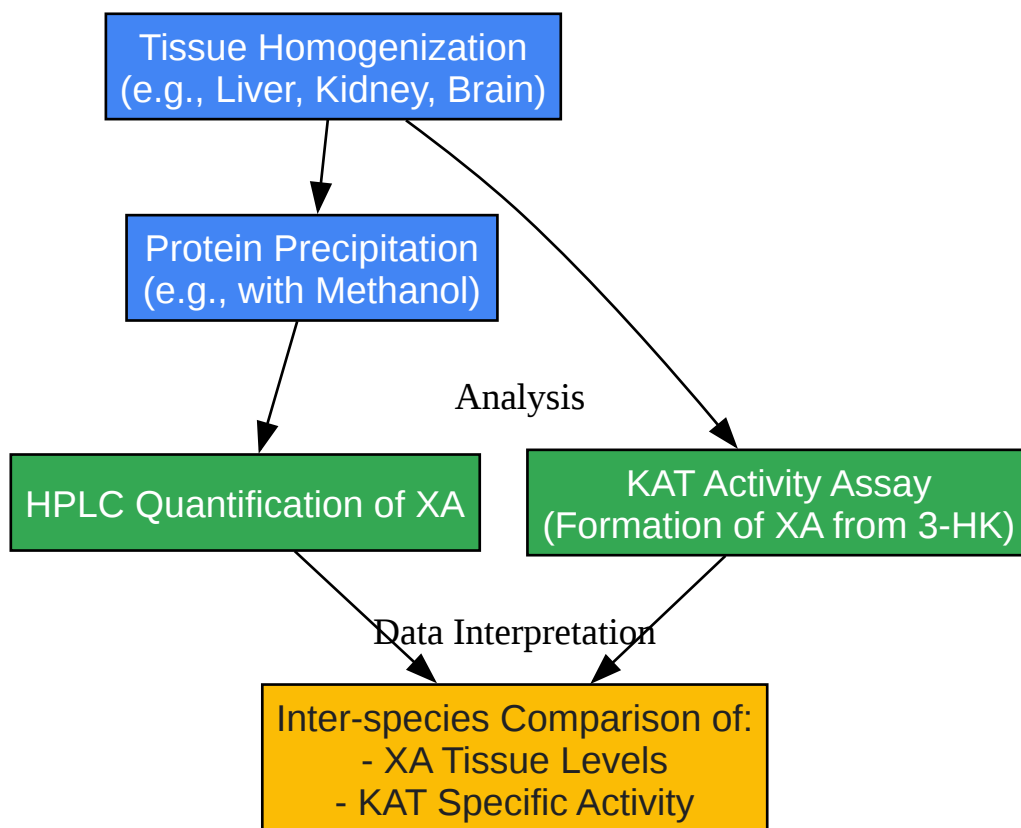 Tissue Homogenization
(e.g., Liver, Kidney, Brain)
Protein Precipitation
(e.g., with Methanol)
Analysis
HPLC Quantification of XA
KAT Activity Assay
(Formation of XA from 3-HK)
Data Interpretation
Inter-species Comparison of:
- XA Tissue Levels
- KAT Specific Activity